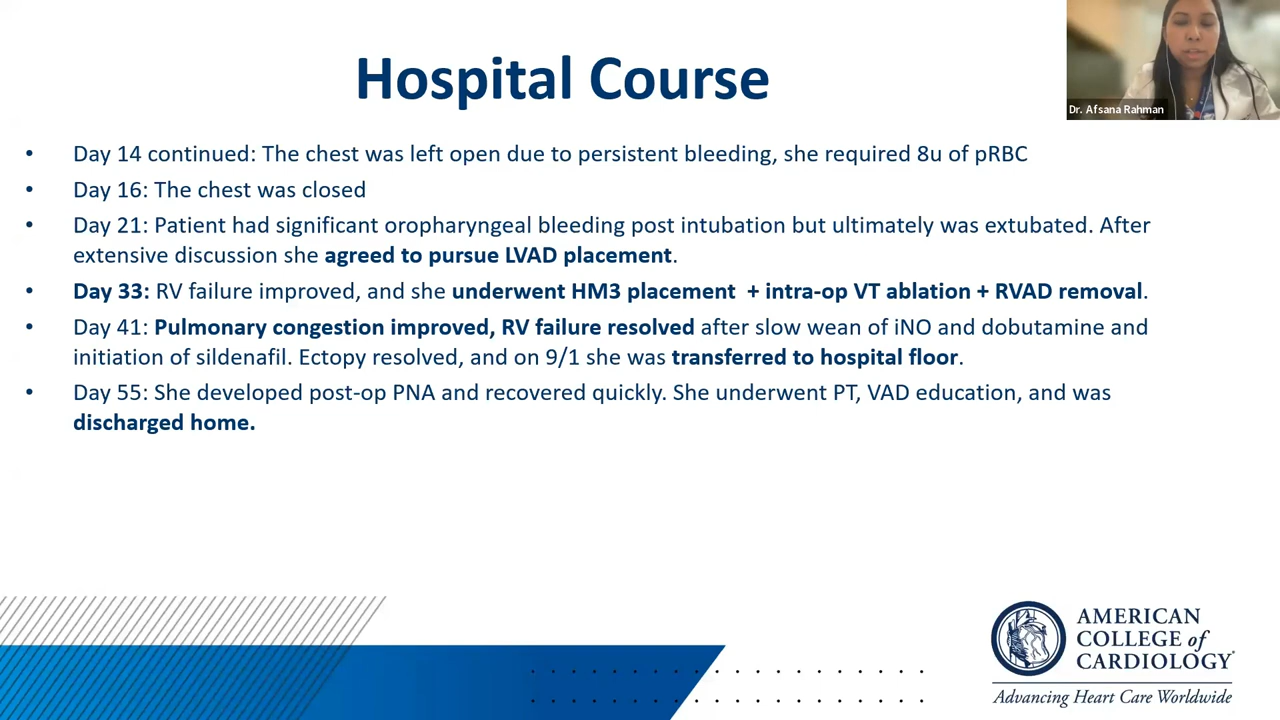 Hospital Course
Dr. Afsana Rahman
• Day 14 continued: The chest was left open due to persistent bleeding, she required 8u of pRBC
• Day 16: The chest was closed
• Day 21: Patient had significant oropharyngeal bleeding post intubation but ultimately was extubated. After
extensive discussion she agreed to pursue LVAD placement.
• Day 33: RV failure improved, and she underwent HM3 placement + intra-op VT ablation + RVAD removal.
• Day 41: Pulmonary congestion improved, RV failure resolved after slow wean of iNO and dobutamine and
initiation of sildenafil. Ectopy resolved, and on 9/1 she was transferred to hospital floor.
• Day 55: She developed post-op PNA and recovered quickly. She underwent PT, VAD education, and was
discharged home.
AMERICAN
COLLEGE of
CARDIOLOGY
Advancing Heart Care Worldwide